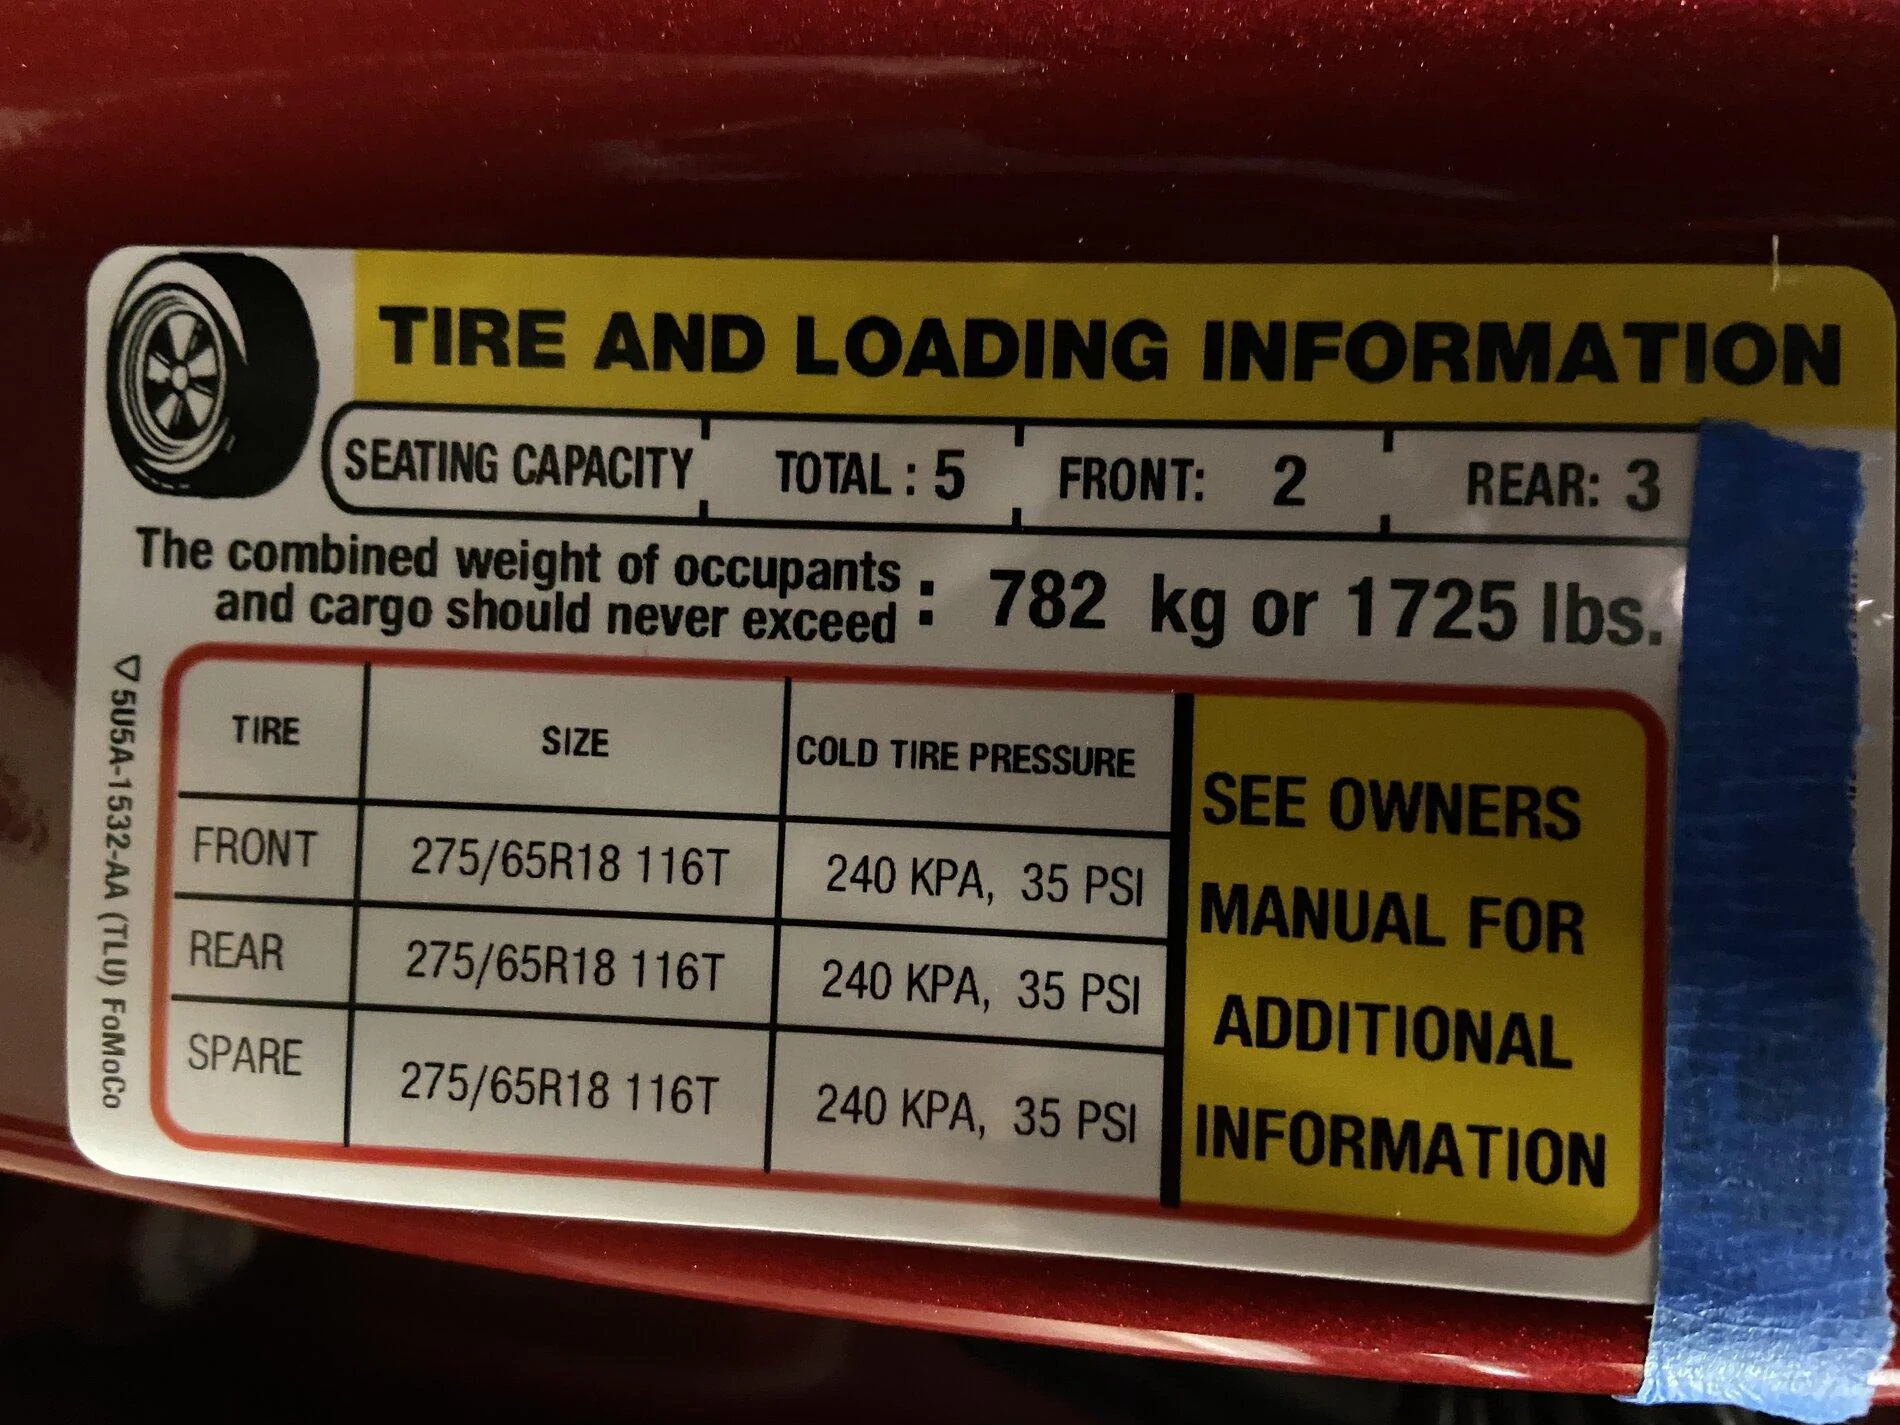 TIRE AND LOADING INFORMATION
SEATING CAPACITY TOTAL : 5 FRONT: 2 REAR: 3
The combined weight of occupants
and cargo should never exceed : 782 kg or 1725 lbs.
TIRE SIZE COLD TIRE PRESSURE
FRONT 275/65R18 116T 240 KPA, 35 PSI
REAR 275/65R18 116T 240 KPA, 35 PSI
SPARE 275/65R18 116T 240 KPA, 35 PSI
SEE OWNERS
MANUAL FOR
ADDITIONAL
INFORMATION
5U5A-1532-AA (TLU) FoMoCo